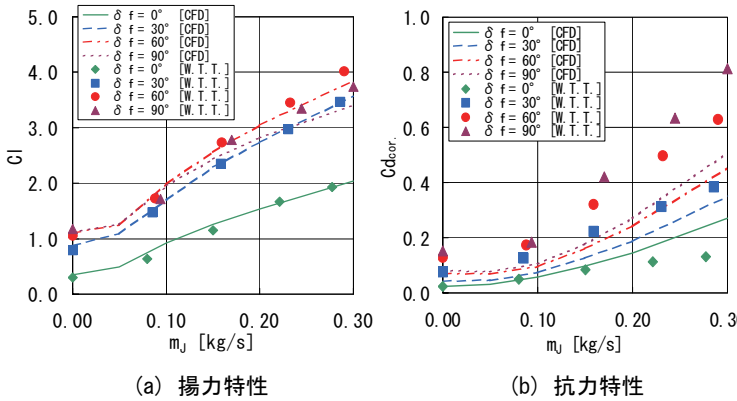 δ f = 0° [CFD]
δ f = 30° [CFD]
δ f = 60° [CFD]
δ f = 90° [CFD]
δ f = 0° [W.T.T.]
δ f = 30° [W.T.T.]
δ f = 60° [W.T.T.]
δ f = 90° [W.T.T.]
5.0
4.0
3.0
2.0
1.0
0.0
Cl
0.00 0.10 0.20 0.30
mJ [kg/s]
(a) 揚力特性
δ f = 0° [CFD]
δ f = 30° [CFD]
δ f = 60° [CFD]
δ f = 90° [CFD]
δ f = 0° [W.T.T.]
δ f = 30° [W.T.T.]
δ f = 60° [W.T.T.]
δ f = 90° [W.T.T.]
1.0
0.8
0.6
0.4
0.2
0.0
Cdcor.
0.00 0.10 0.20 0.30
mJ [kg/s]
(b) 抗力特性